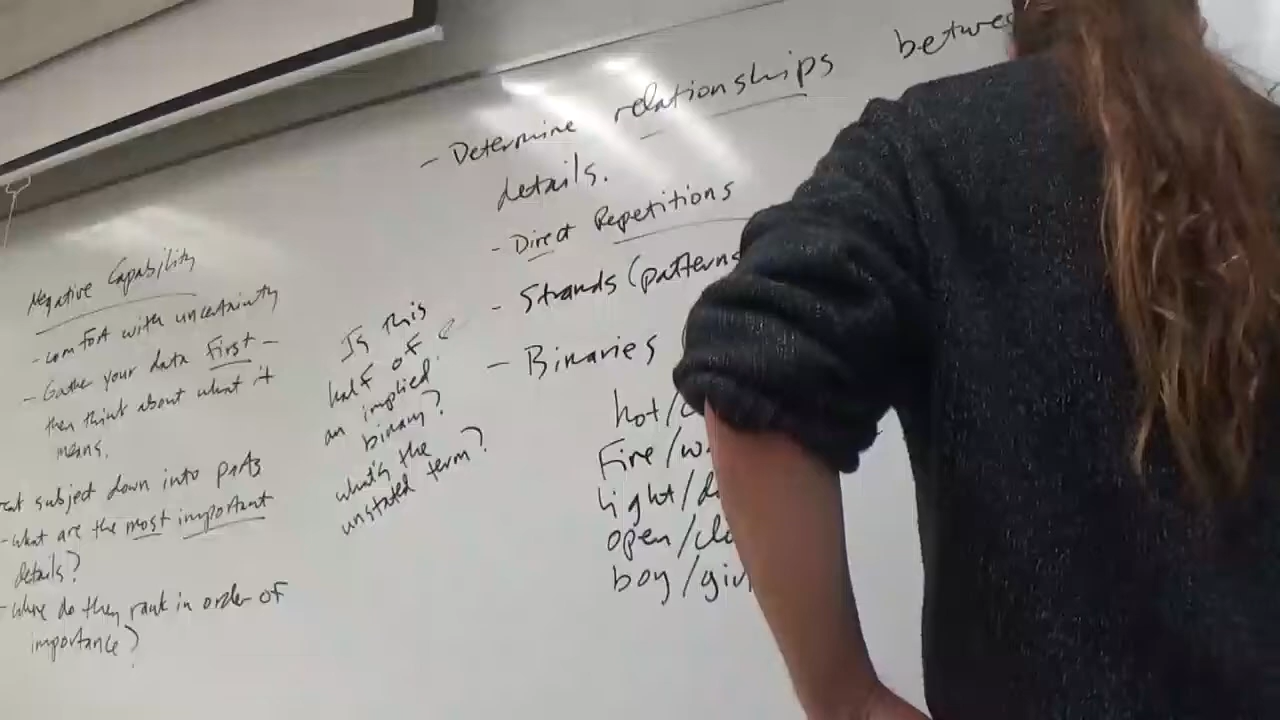 Negative Capability
- comfort with uncertainty
- Gather your data first -
then think about what it
means.
subject down into parts
- what are the most important
details?
- where do they rank in order of
importance?
Is this
half of
an implied
binary?
what's the
unstated term?
- Determine relationships
details.
- Direct Repetitions
- Strands (patterns
- Binaries (
hot/
Fire/
light/
open/
boy/